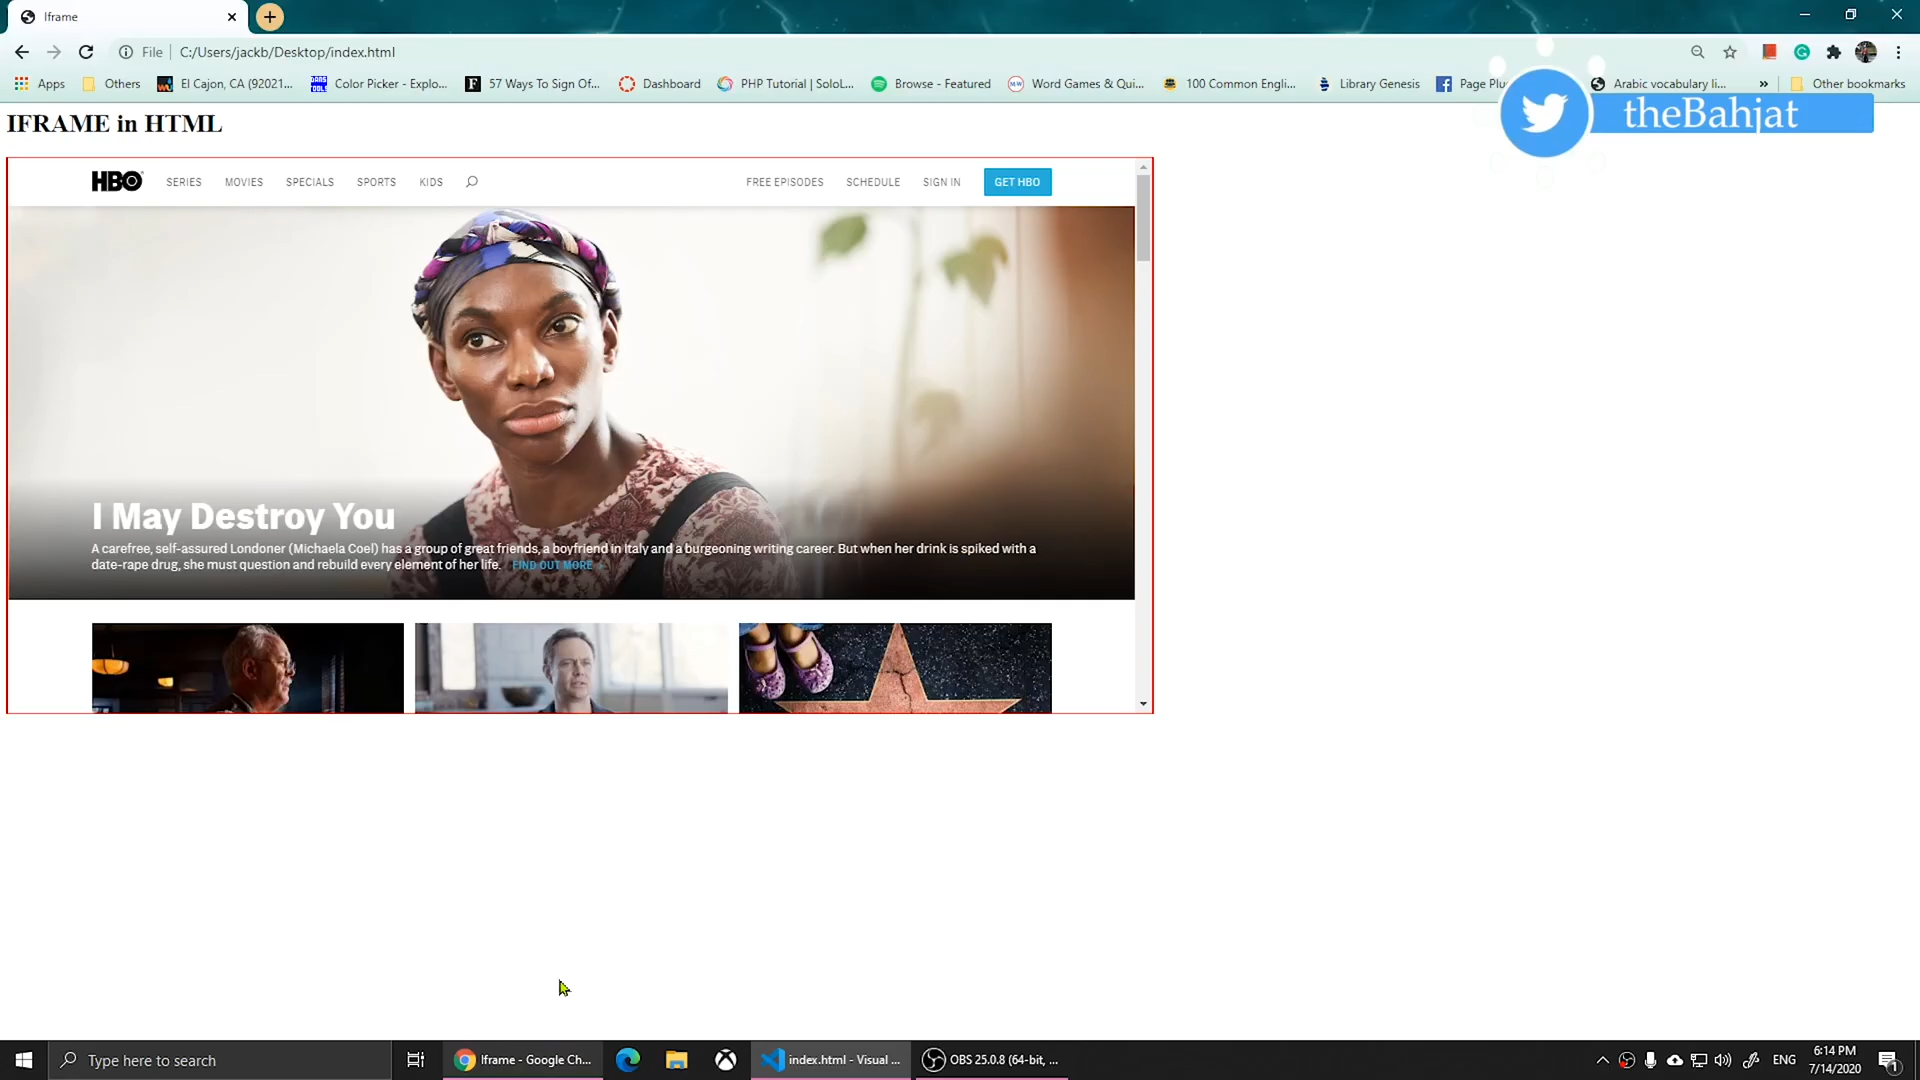 Iframe
File
C:/Users/jackb/Desktop/index.html
Apps
Others
El Cajon, CA (92021...
Color Picker - Explo...
57 Ways To Sign Of...
Dashboard
PHP Tutorial | SoloL...
Browse - Featured
Word Games & Qui...
100 Common Engli...
Library Genesis
Page Plu
Arabic vocabulary li...
Other bookmarks
theBahjat
IFRAME in HTML
HBO
SERIES
MOVIES
SPECIALS
SPORTS
KIDS
FREE EPISODES
SCHEDULE
SIGN IN
GET HBO
I May Destroy You
A carefree, self-assured Londoner (Michaela Coel) has a group of great friends, a boyfriend in Italy and a burgeoning writing career. But when her drink is spiked with a
date-rape drug, she must question and rebuild every element of her life. FIND OUT MORE
Type here to search
Iframe - Google Ch...
index.html - Visual ...
OBS 25.0.8 (64-bit, ...
ENG
6:14 PM
7/14/2020